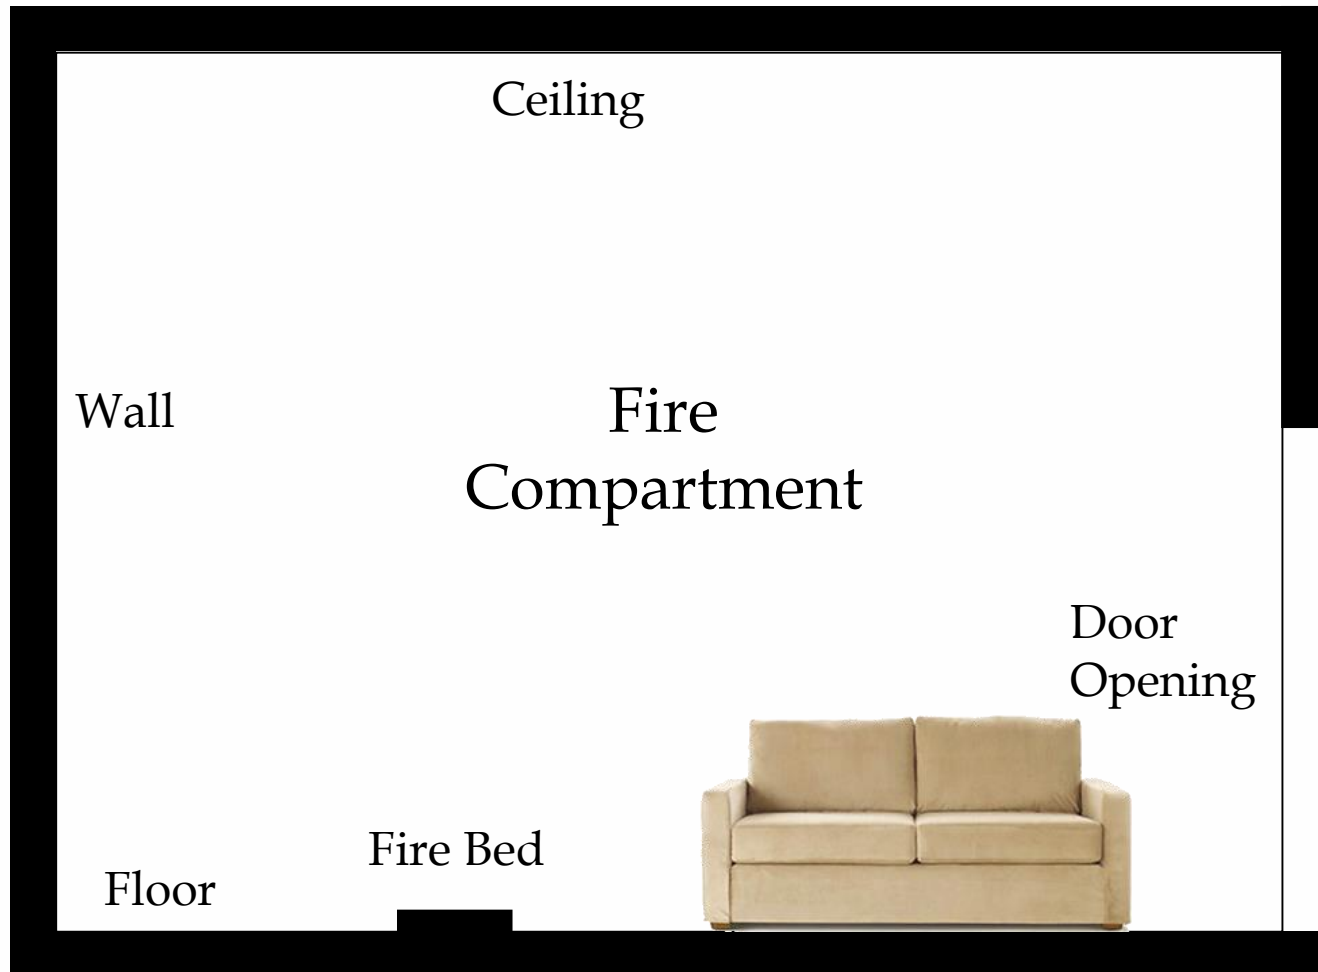 Ceiling
Wall
Fire
Compartment
Door
Opening
Fire Bed
Floor